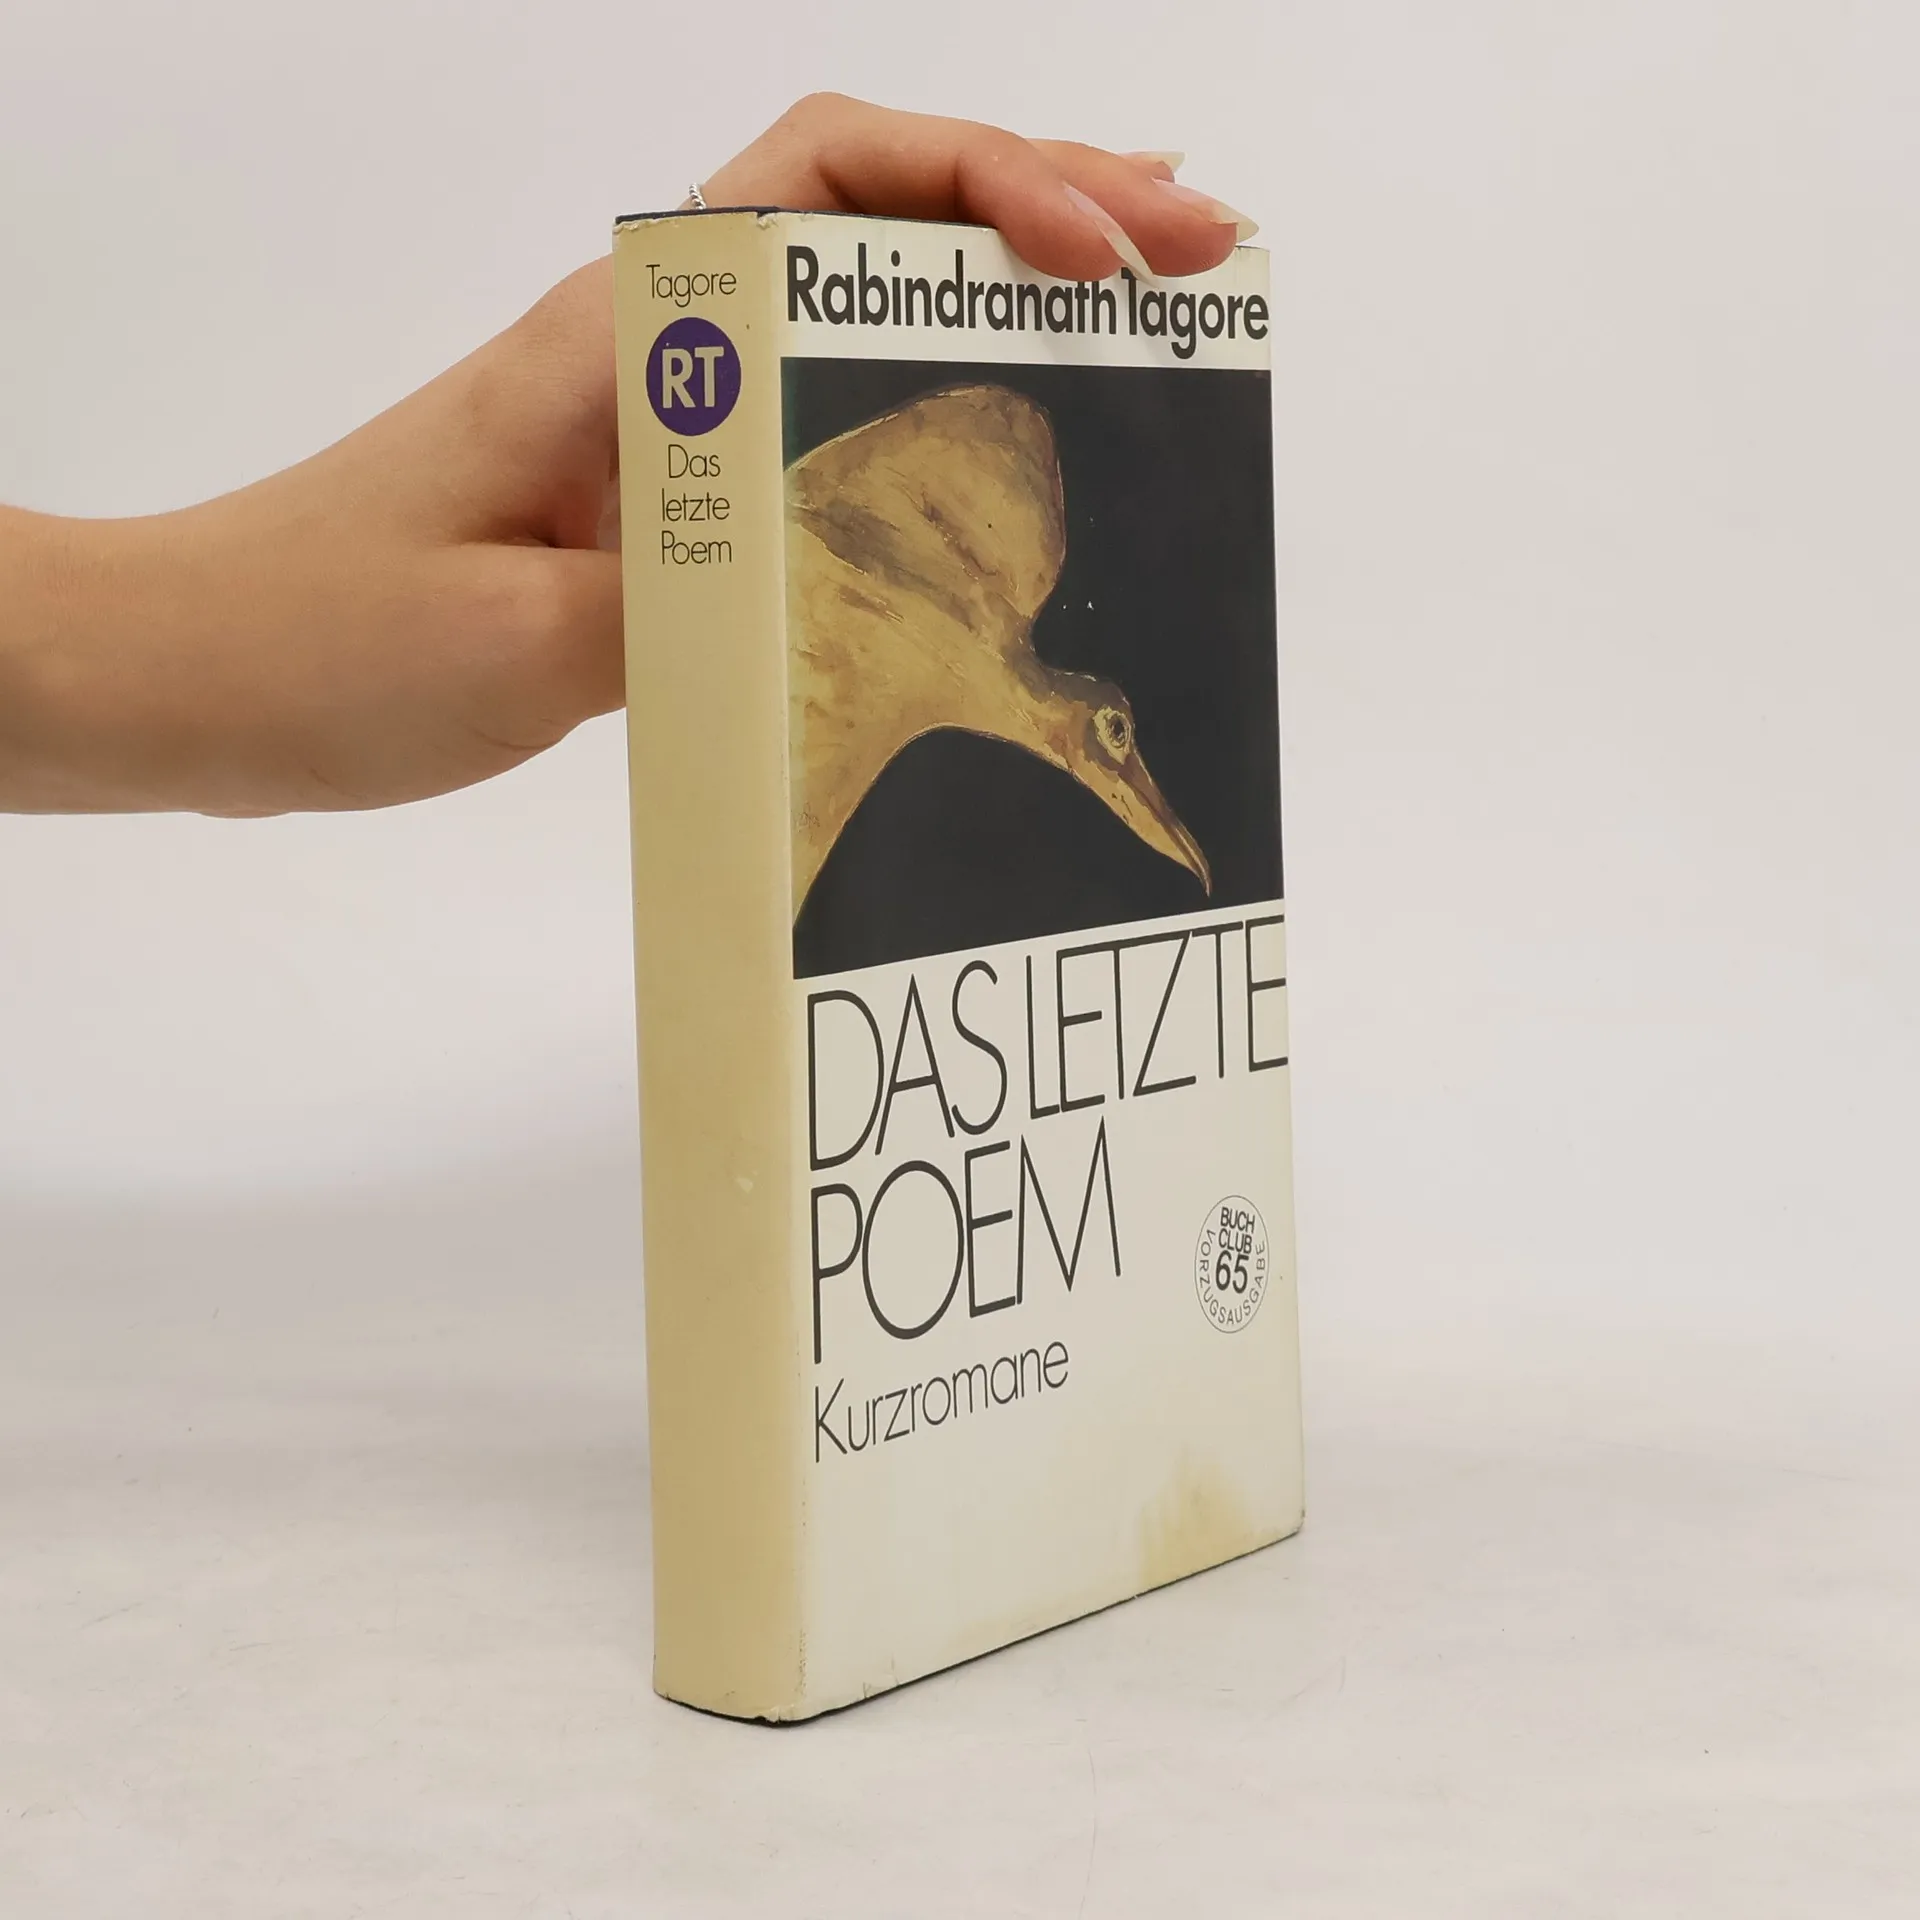 Tagore
RT
Das
letzte
Poem
Rabindranath Tagore
DAS LETZTE
POEM
Kurzromane
BUCH
CLUB
65
VORZUGSAUSGABE